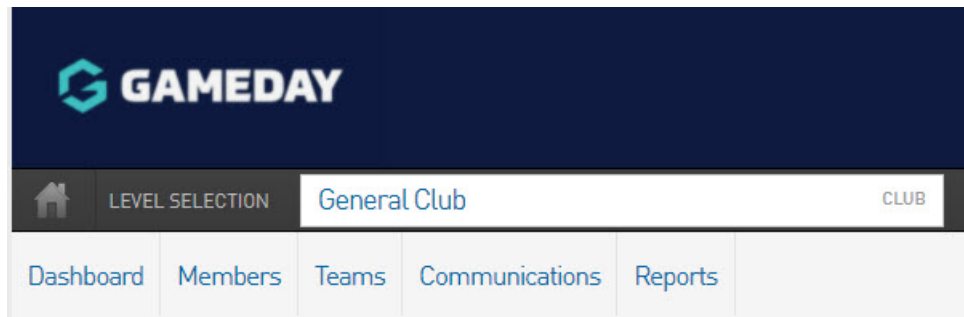 GAMEDAY
LEVEL SELECTION General Club CLUB
Dashboard Members Teams Communications Reports